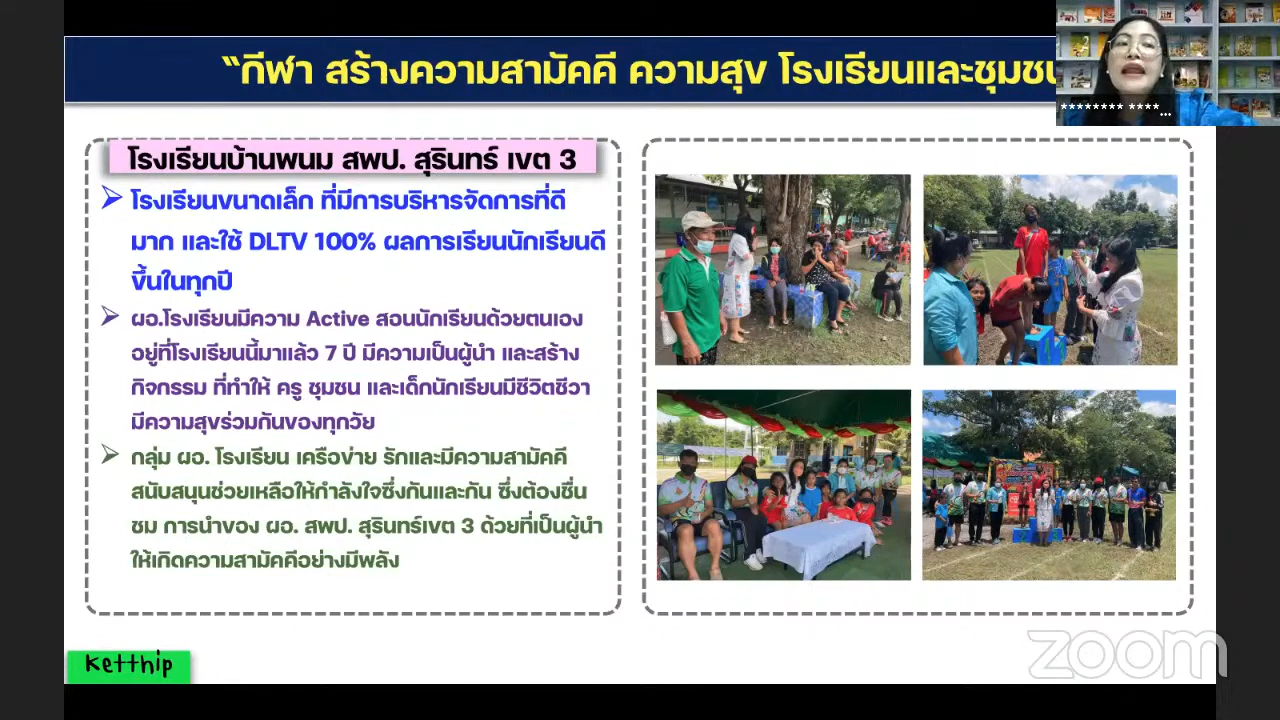 “กีฬา สร้างความสามัคคี ความสุข โรงเรียนและชุมชน
******** ****...
โรงเรียนบ้านพนม สพป. สุรินทร์ เขต 3
โรงเรียนขนาดเล็ก ที่มีการบริหารจัดการที่ดี
มาก และใช้ DLTV 100% ผลการเรียนนักเรียนดี
ขึ้นในทุกปี
ผอ.โรงเรียนมีความ Active สอนนักเรียนด้วยตนเอง
อยู่ที่โรงเรียนนี้มาแล้ว 7 ปี มีความเป็นผู้นำ และสร้าง
กิจกรรม ที่ทำให้ ครู ชุมชน และเด็กนักเรียนมีชีวิตชีวา
มีความสุขร่วมกันของทุกวัย
กลุ่ม ผอ. โรงเรียน เครือข่าย รักและมีความสามัคคี
สนับสนุนช่วยเหลือให้กำลังใจซึ่งกันและกัน ซึ่งต้องชื่น
ชม การนำของ ผอ. สพป. สุรินทร์เขต 3 ด้วยที่เป็นผู้นำ
ให้เกิดความสามัคคีอย่างมีพลัง
Ketthip
zoom